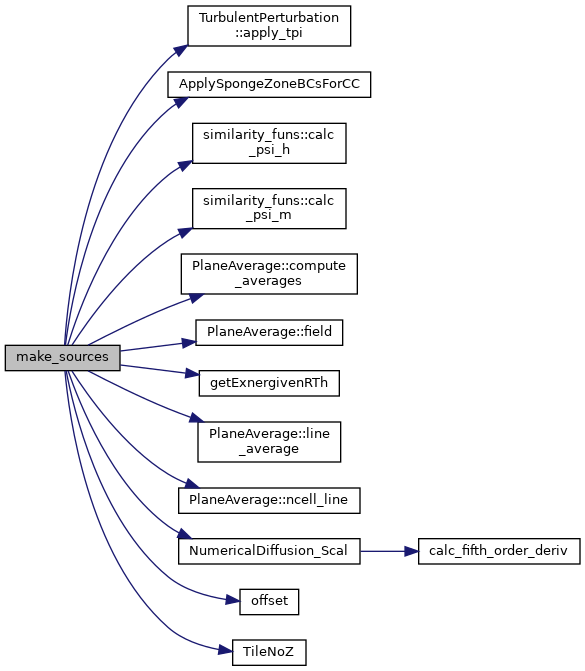 TurbulentPerturbation
::apply_tpi
ApplySpongeZoneBCsForCC
similarity_funs::calc
_psi_h
similarity_funs::calc
_psi_m
PlaneAverage::compute
_averages
PlaneAverage::field
make_sources
getExnergivenRTh
PlaneAverage::line
_average
PlaneAverage::ncell_line
NumericalDiffusion_Scal
calc_fifth_order_deriv
offset
TileNoZ